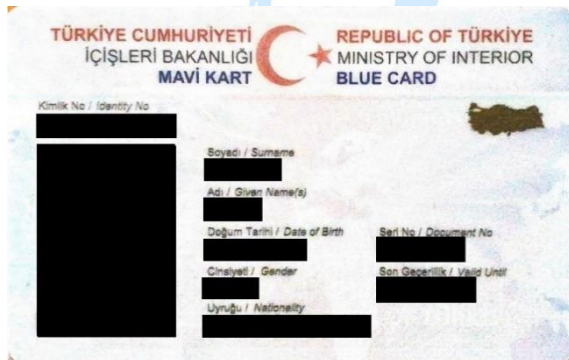 TÜRKİYE CUMHURİYETİ
İÇİŞLERİ BAKANLIĞI
MAVİ KART
REPUBLIC OF TÜRKİYE
MINISTRY OF INTERIOR
BLUE CARD
Kimlik No / Identity No
Soyadı / Surname
Adı / Given Name(s)
Doğum Tarihi / Date of Birth
Seri No / Document No
Cinsiyeti / Gender
Son Geçerlilik / Valid Until
Uyruğu / Nationality